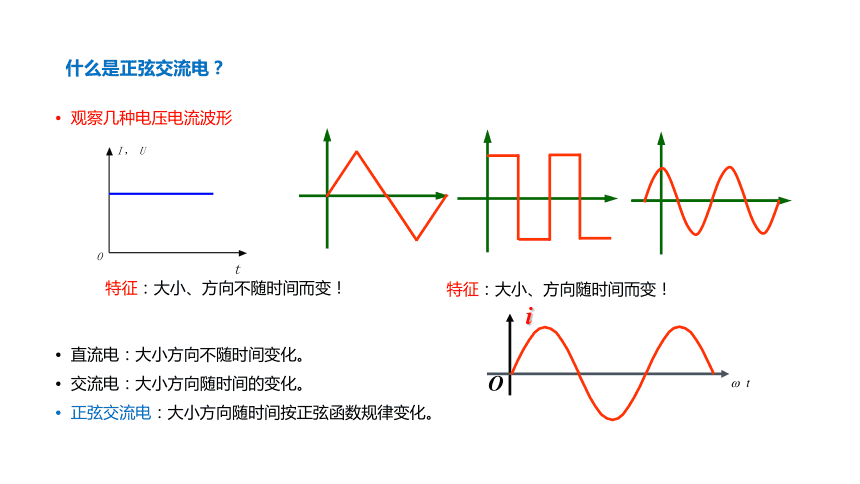 什么是正弦交流电？
• 观察几种电压电流波形
I， U
0
t
特征：大小、方向不随时间而变！
特征：大小、方向随时间而变！
i
O
ω t
• 直流电：大小方向不随时间变化。
• 交流电：大小方向随时间的变化。
• 正弦交流电：大小方向随时间按正弦函数规律变化。